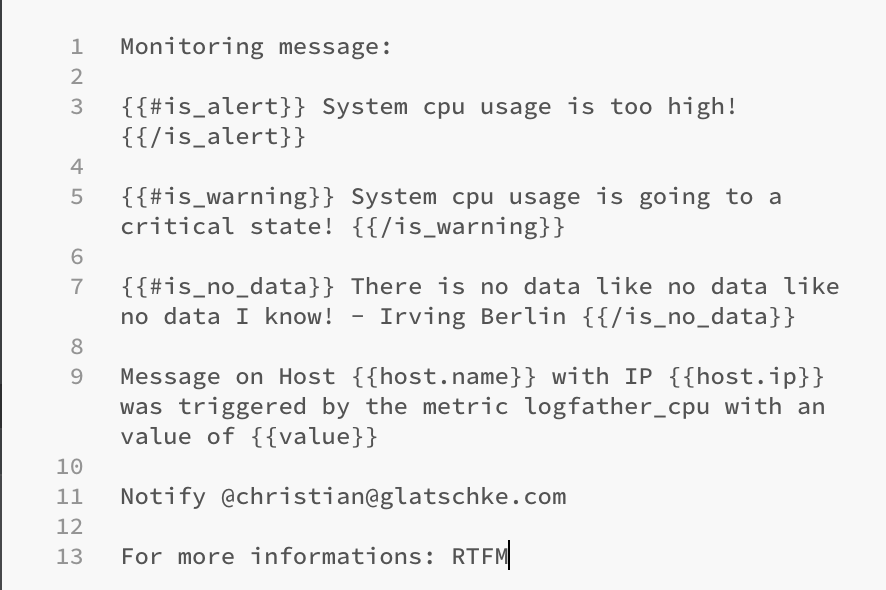 1 Monitoring message:
2
3 {{#is_alert}} System cpu usage is too high!
{{/is_alert}}
4
5 {{#is_warning}} System cpu usage is going to a
critical state! {{/is_warning}}
6
7 {{#is_no_data}} There is no data like no data like
no data I know! – Irving Berlin {{/is_no_data}}
8
9 Message on Host {{host.name}} with IP {{host.ip}}
was triggered by the metric logfather_cpu with an
value of {{value}}
10
11 Notify @christian@glatschke.com
12
13 For more informations: RTFM